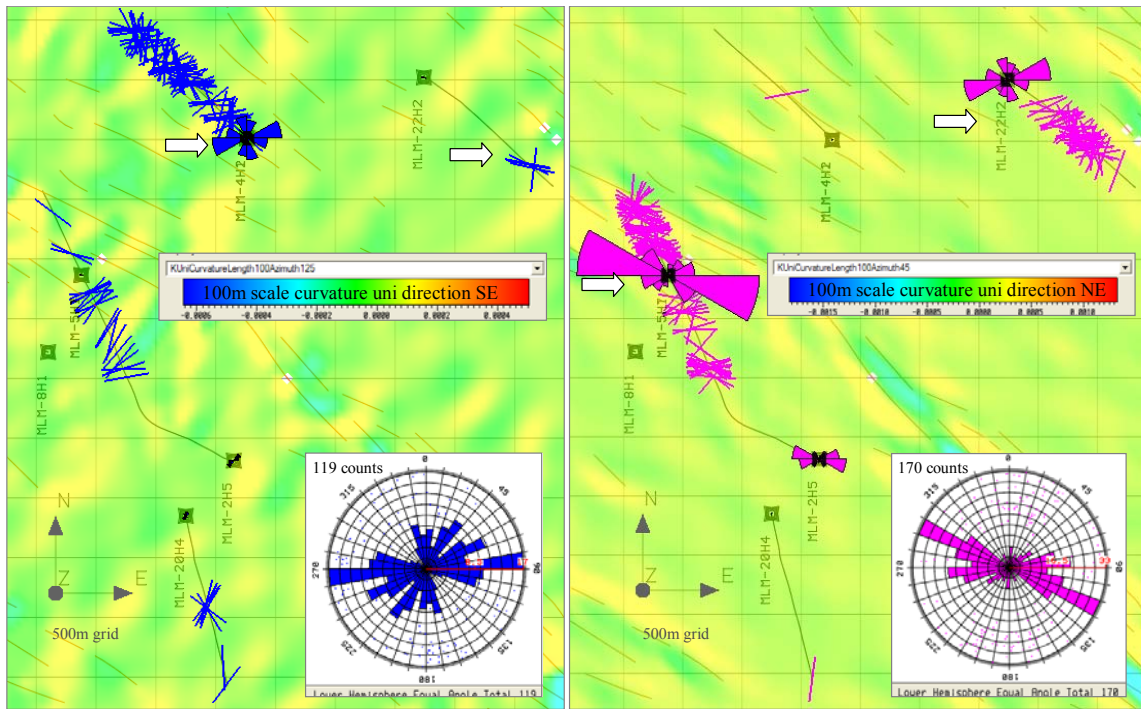 MLM-4H2
MLM-22H2
MLM-5
MLM-8H1
MLM-2H5
MLM-20H4
KUniCurvatureLength100Azimuth125
100m scale curvature uni direction SE
-0.0006 -0.0004 -0.0002 0.0000 0.0002 0.0004
N
Z
E
500m grid
119 counts
0
45
90
135
180
225
270
315
Lower Hemisphere Equal Angle Total 119
MLM-4H2
MLM-22H2
MLM-5H1
MLM-8H1
MLM-2H5
MLM-20H4
KUniCurvatureLength100Azimuth45
100m scale curvature uni direction NE
-0.0015 -0.0010 -0.0005 0.0000 0.0005 0.0010
N
Z
E
500m grid
170 counts
0
45
90
135
180
225
270
315
Lower Hemisphere Equal Angle Total 170